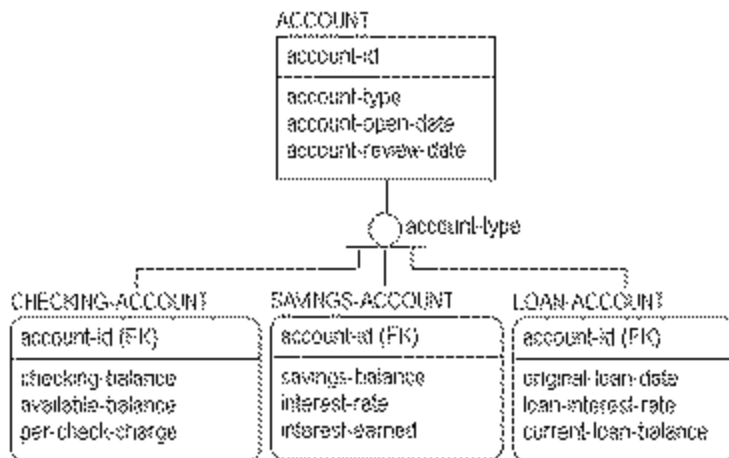 ACCOUNT
account-id
account-type
account-open-date
account-review-date
account-type
CHECKING-ACCOUNT
account-id (FK)
checking-balance
available-balance
per-check-charge
SAVINGS-ACCOUNT
account-id (FK)
savings-balance
interest-rate
interest-earned
LOAN-ACCOUNT
account-id (FK)
original-loan-date
loan-interest-rate
current-loan-balance